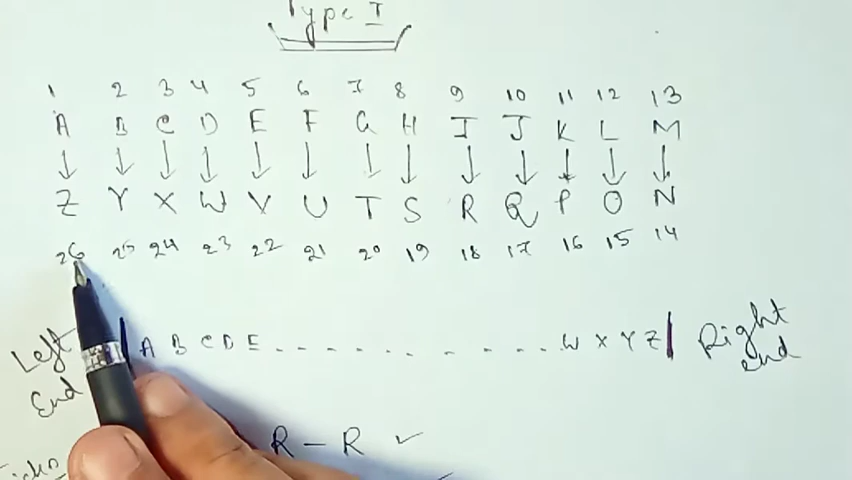 Type I
1 2 3 4 5 6 7 8 9 10 11 12 13
A B C D E F G H I J K L M
Z Y X W V U T S R Q P O N
26 25 24 23 22 21 20 19 18 17 16 15 14
Left End | A B C D E - - - - - - - - - - - W X Y Z | Right end
R - R ✓